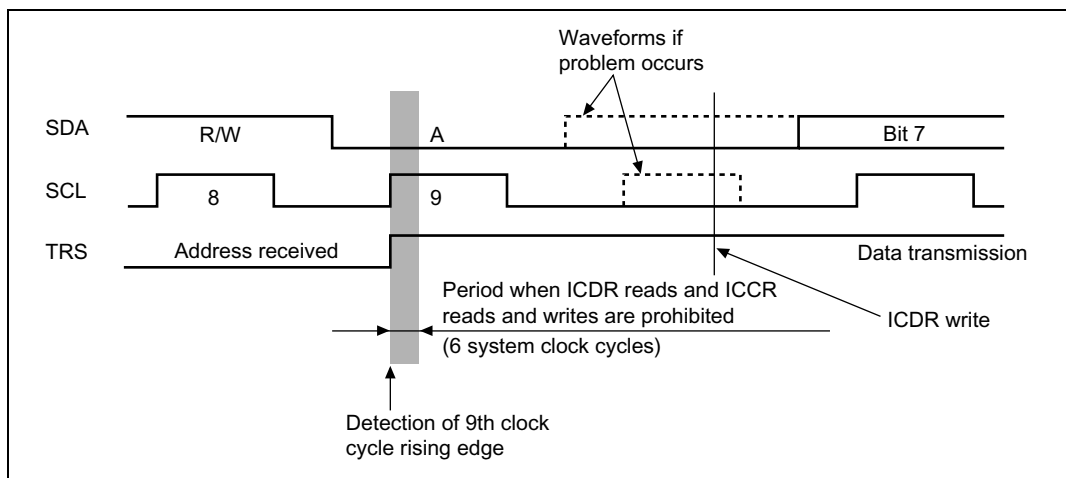 Waveforms if
problem occurs
SDA
R/W
A
Bit 7
SCL
8
9
TRS
Address received
Data transmission
Period when ICDR reads and ICCR
reads and writes are prohibited
(6 system clock cycles)
ICDR write
Detection of 9th clock
cycle rising edge